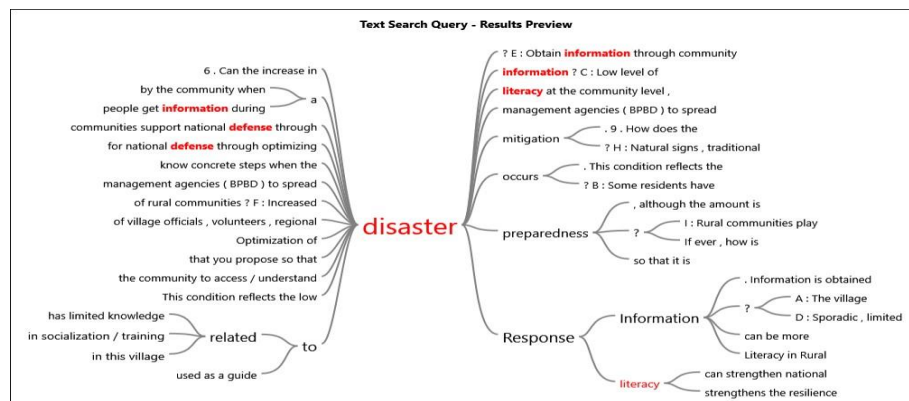 Text Search Query - Results Preview
6 . Can the increase in
by the community when
people get information during
a
communities support national defense through
for national defense through optimizing
know concrete steps when the
management agencies ( BPBD ) to spread
of rural communities ? F : Increased
of village officials , volunteers , regional
Optimization of
that you propose so that
the community to access / understand
This condition reflects the low
has limited knowledge
in socialization / training
in this village
related
used as a guide
to
disaster
? E : Obtain information through community
information ? C : Low level of
literacy at the community level ,
management agencies ( BPBD ) to spread
mitigation
. 9 . How does the
? H : Natural signs , traditional
occurs
. This condition reflects the
? B : Some residents have
preparedness
, although the amount is
?
I : Rural communities play
If ever , how is
so that it is
Response
Information
. Information is obtained
?
A : The village
D : Sporadic , limited
can be more
Literacy in Rural
literacy
can strengthen national
strengthens the resilience